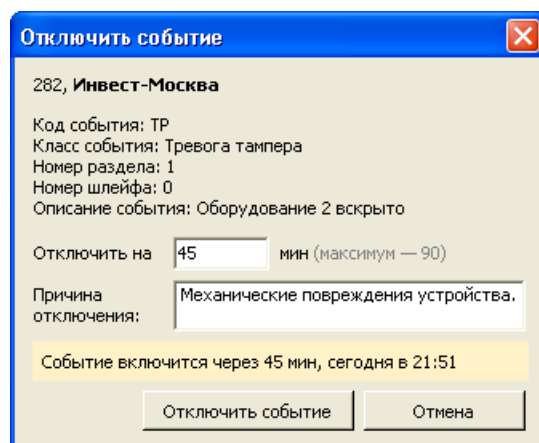 Отключить событие
282, Инвест-Москва
Код события: TP
Класс события: Тревога тампера
Номер раздела: 1
Номер шлейфа: 0
Описание события: Оборудование 2 вскрыто
Отключить на 45 мин (максимум — 90)
Причина отключения: Механические повреждения устройства.
Событие включится через 45 мин, сегодня в 21:51
Отключить событие Отмена